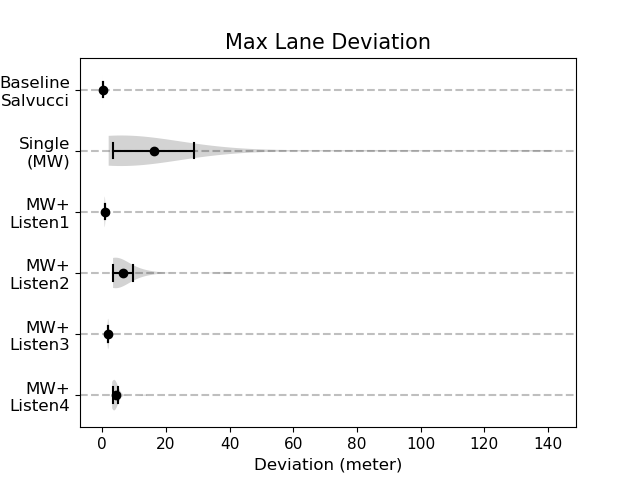 Max Lane Deviation
Baseline
Salvucci
Single
(MW)
MW+
Listen1
MW+
Listen2
MW+
Listen3
MW+
Listen4
0 20 40 60 80 100 120 140
Deviation (meter)